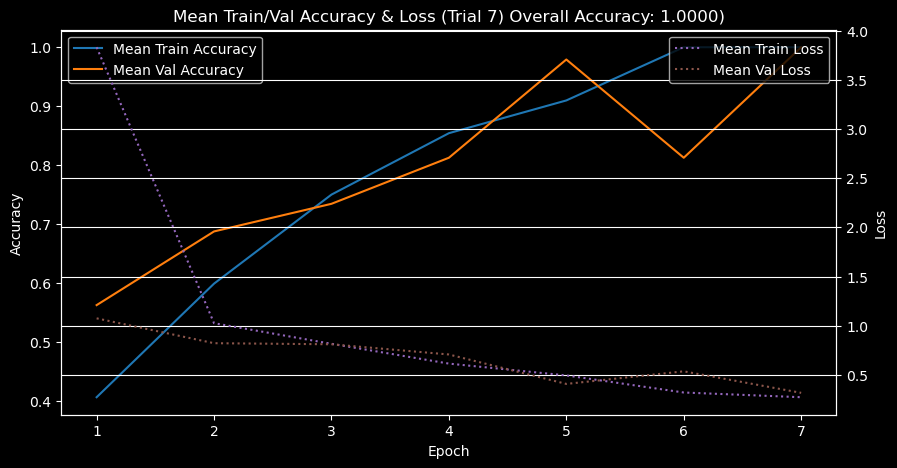 Mean Train/Val Accuracy & Loss (Trial 7) Overall Accuracy: 1.0000)
Mean Train Accuracy
Mean Val Accuracy
Mean Train Loss
Mean Val Loss
Accuracy
1.0
0.9
0.8
0.7
0.6
0.5
0.4
4.0
3.5
3.0
2.5
2.0
1.5
1.0
0.5
Loss
1 2 3 4 5 6 7
Epoch